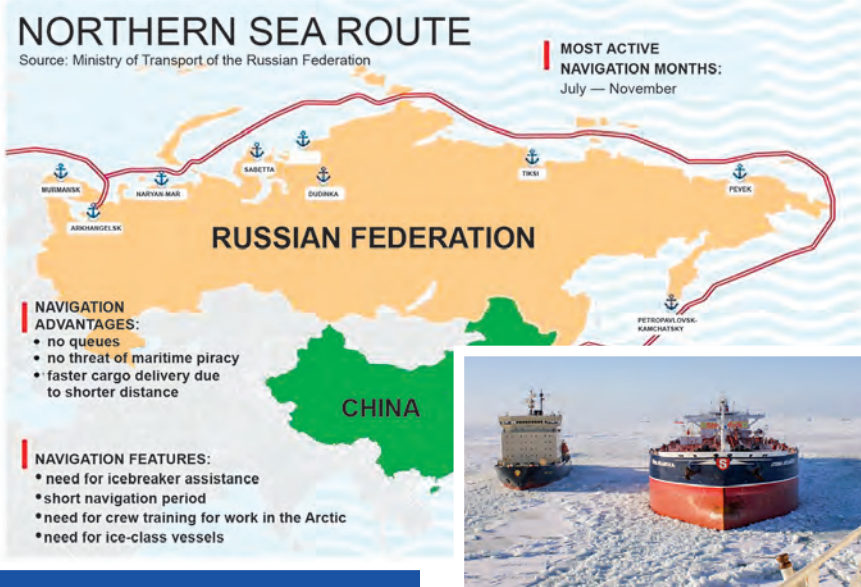 NORTHERN SEA ROUTE
Source: Ministry of Transport of the Russian Federation
MOST ACTIVE
NAVIGATION MONTHS:
July — November
MURMANSK
ARKHANGELSK
NARYAN-MAR
SABETTA
DUDINKA
TIKSI
PEVEK
RUSSIAN FEDERATION
PETROPAVLOVSK-
KAMCHATSKY
NAVIGATION
ADVANTAGES:
• no queues
• no threat of maritime piracy
• faster cargo delivery due
to shorter distance
CHINA
NAVIGATION FEATURES:
• need for icebreaker assistance
• short navigation period
• need for crew training for work in the Arctic
• need for ice-class vessels
S